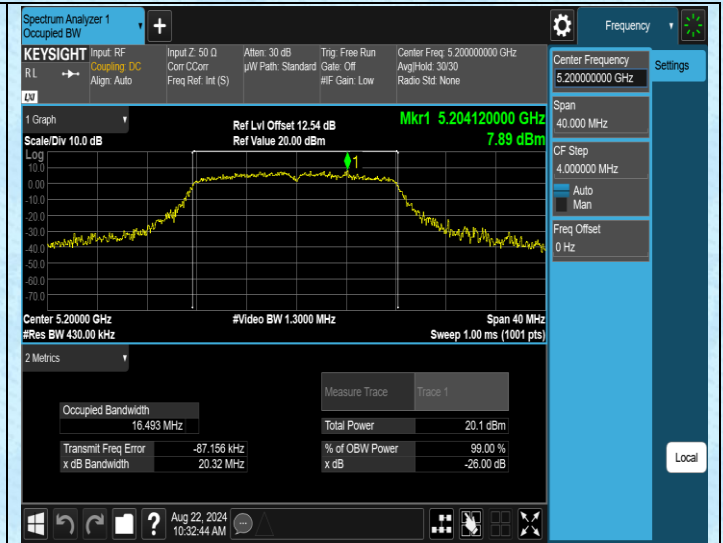 Spectrum Analyzer 1
Occupied BW
+
Frequency
KEYSIGHT
RL
LXI
Input: RF
Coupling: DC
Align: Auto
Input Z: 50 Ω
Corr CCorr
Freq Ref: Int (S)
Atten: 30 dB
µW Path: Standard
Trig: Free Run
Gate: Off
#IF Gain: Low
Center Freq: 5.200000000 GHz
Avg|Hold: 30/30
Radio Std: None
Center Frequency
5.200000000 GHz
Settings
Span
40.000 MHz
CF Step
4.000000 MHz
Auto
Man
Freq Offset
0 Hz
Local
1 Graph
Scale/Div 10.0 dB
Ref Lvl Offset 12.54 dB
Ref Value 20.00 dBm
Mkr1 5.204120000 GHz
7.89 dBm
Log
10.0
0.00
-10.0
-20.0
-30.0
-40.0
-50.0
-60.0
-70.0
1
Center 5.20000 GHz
#Res BW 430.00 kHz
#Video BW 1.3000 MHz
Span 40 MHz
Sweep 1.00 ms (1001 pts)
2 Metrics
Measure Trace Trace 1
Occupied Bandwidth
16.493 MHz
Total Power 20.1 dBm
Transmit Freq Error -87.156 kHz
% of OBW Power 99.00 %
x dB Bandwidth 20.32 MHz
x dB -26.00 dB
?
Aug 22, 2024
10:32:44 AM